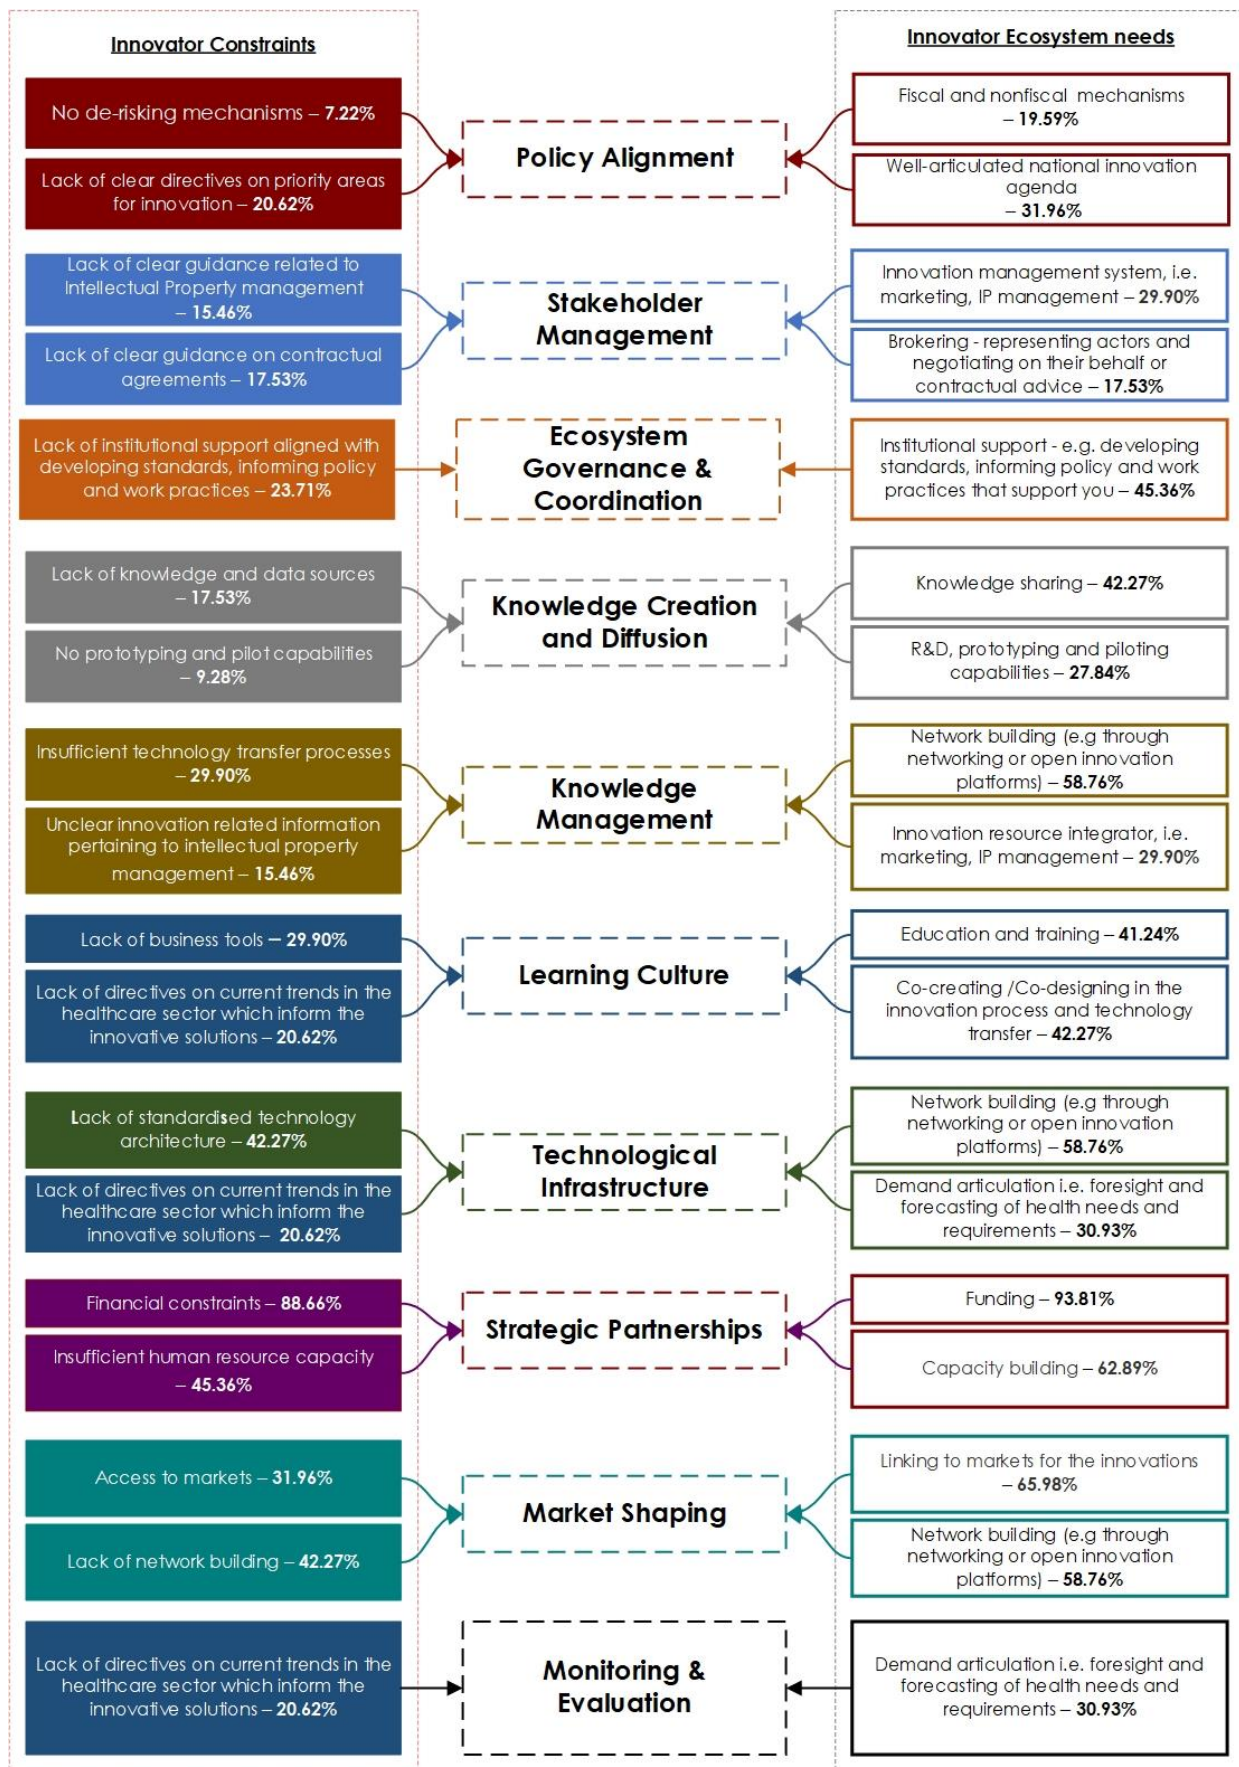 Innovator Constraints
Innovator Ecosystem needs
No de-risking mechanisms – 7.22%
Lack of clear directives on priority areas
for innovation – 20.62%
Policy Alignment
Fiscal and nonfiscal mechanisms
– 19.59%
Well-articulated national innovation
agenda
– 31.96%
Lack of clear guidance related to
Intellectual Property management
– 15.46%
Lack of clear guidance on contractual
agreements – 17.53%
Stakeholder
Management
Innovation management system, i.e.
marketing, IP management – 29.90%
Brokering - representing actors and
negotiating on their behalf or
contractual advice – 17.53%
Lack of institutional support aligned with
developing standards, informing policy
and work practices – 23.71%
Ecosystem
Governance &
Coordination
Institutional support - e.g. developing
standards, informing policy and work
practices that support you – 45.36%
Lack of knowledge and data sources
– 17.53%
No prototyping and pilot capabilities
– 9.28%
Knowledge Creation
and Diffusion
Knowledge sharing – 42.27%
R&D, prototyping and piloting
capabilities – 27.84%
Insufficient technology transfer processes
– 29.90%
Unclear innovation related information
pertaining to intellectual property
management – 15.46%
Knowledge
Management
Network building (e.g through
networking or open innovation
platforms) – 58.76%
Innovation resource integrator, i.e.
marketing, IP management – 29.90%
Lack of business tools – 29.90%
Lack of directives on current trends in the
healthcare sector which inform the
innovative solutions – 20.62%
Learning Culture
Education and training – 41.24%
Co-creating /Co-designing in the
innovation process and technology
transfer – 42.27%
Lack of standardised technology
architecture – 42.27%
Lack of directives on current trends in the
healthcare sector which inform the
innovative solutions – 20.62%
Technological
Infrastructure
Network building (e.g through
networking or open innovation
platforms) – 58.76%
Demand articulation i.e. foresight and
forecasting of health needs and
requirements – 30.93%
Financial constraints – 88.66%
Insufficient human resource capacity
– 45.36%
Strategic Partnerships
Funding – 93.81%
Capacity building – 62.89%
Access to markets – 31.96%
Lack of network building – 42.27%
Market Shaping
Linking to markets for the innovations
– 65.98%
Network building (e.g through
networking or open innovation
platforms) – 58.76%
Lack of directives on current trends in the
healthcare sector which inform the
innovative solutions – 20.62%
Monitoring &
Evaluation
Demand articulation i.e. foresight and
forecasting of health needs and
requirements – 30.93%